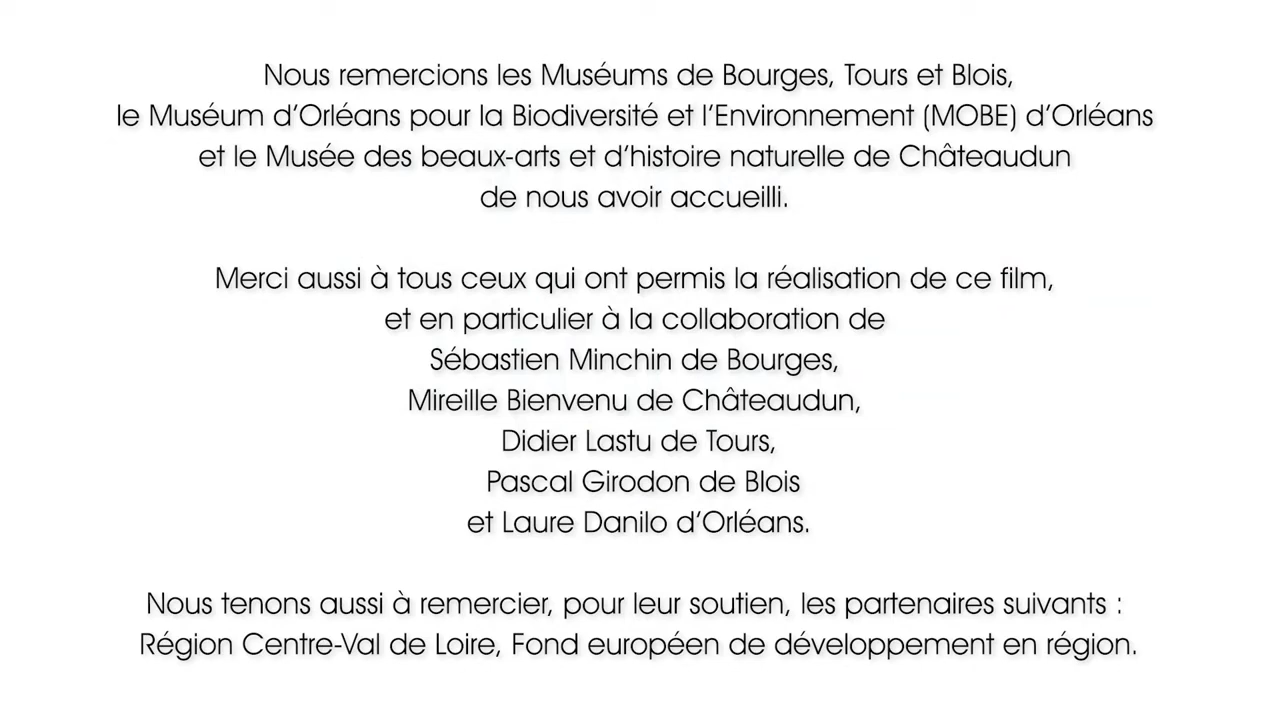 Nous remercions les Muséums de Bourges, Tours et Blois,
le Muséum d'Orléans pour la Biodiversité et l'Environnement (MOBE) d'Orléans
et le Musée des beaux-arts et d'histoire naturelle de Châteaudun
de nous avoir accueilli.
Merci aussi à tous ceux qui ont permis la réalisation de ce film,
et en particulier à la collaboration de
Sébastien Minchin de Bourges,
Mireille Bienvenu de Châteaudun,
Didier Lastu de Tours,
Pascal Girodon de Blois
et Laure Danilo d'Orléans.
Nous tenons aussi à remercier, pour leur soutien, les partenaires suivants :
Région Centre-Val de Loire, Fond européen de développement en région.